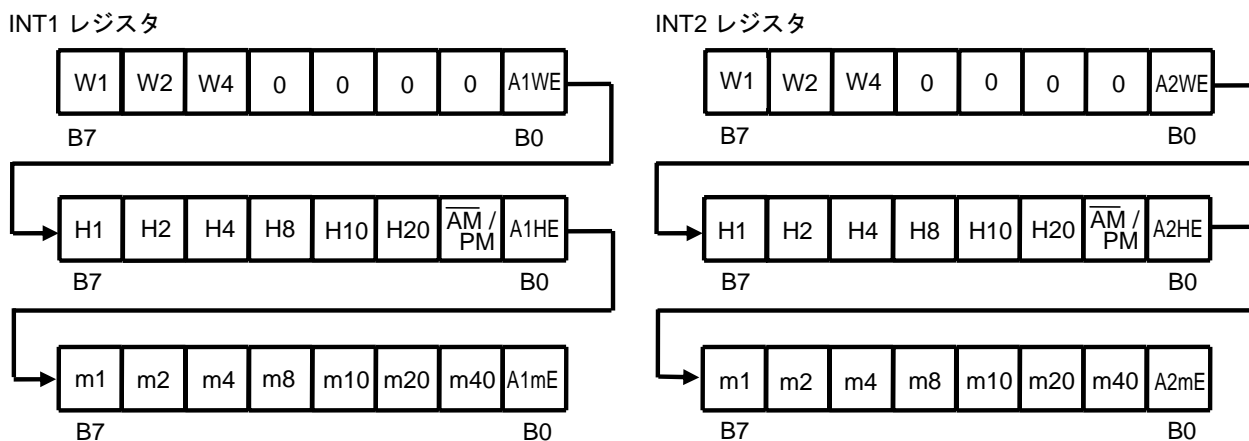 INT1 レジスタ
W1 W2 W4 0 0 0 0 A1WE
B7 B0
H1 H2 H4 H8 H10 H20 A̅M̅ / PM A1HE
B7 B0
m1 m2 m4 m8 m10 m20 m40 A1mE
B7 B0
INT2 レジスタ
W1 W2 W4 0 0 0 0 A2WE
B7 B0
H1 H2 H4 H8 H10 H20 A̅M̅ / PM A2HE
B7 B0
m1 m2 m4 m8 m10 m20 m40 A2mE
B7 B0